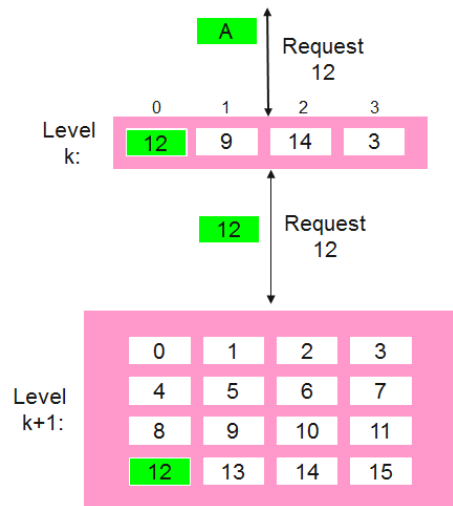 A
Request
12
0 1 2 3
Level
k:
12 9 14 3
12
Request
12
0 1 2 3
4 5 6 7
Level
k+1:
8 9 10 11
12 13 14 15